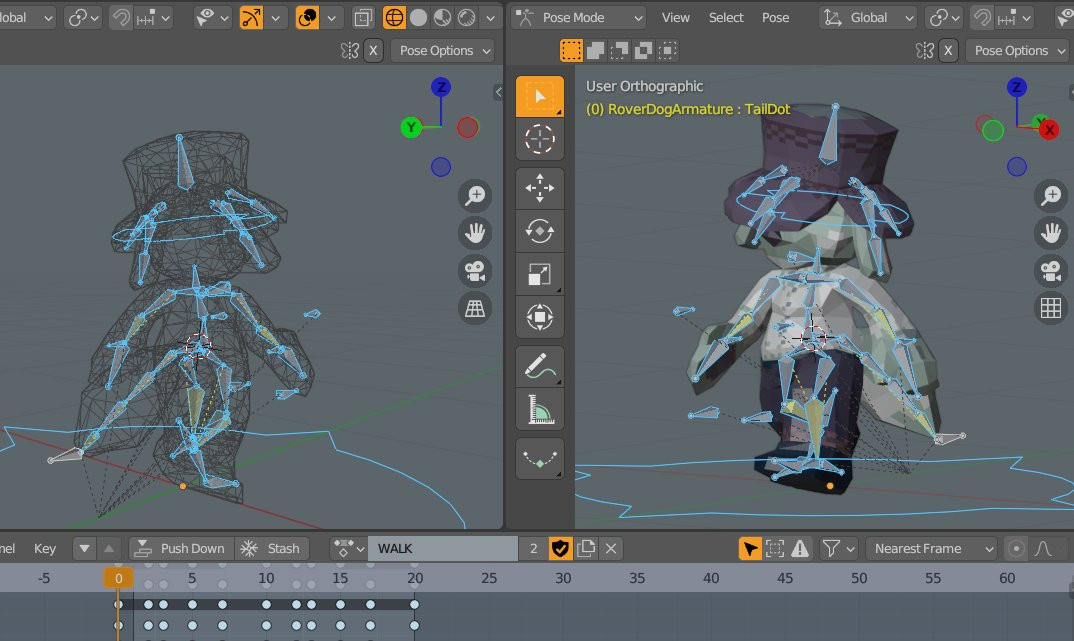 lobal
Pose Mode View Select Pose Global
X Pose Options
X Pose Options
Z
Y
User Orthographic
(0) RoverDogArmature : TailDot
Z
Y
X
nel Key Push Down Stash WALK 2 Nearest Frame
-5 0 5 10 15 20 25 30 35 40 45 50 55 60